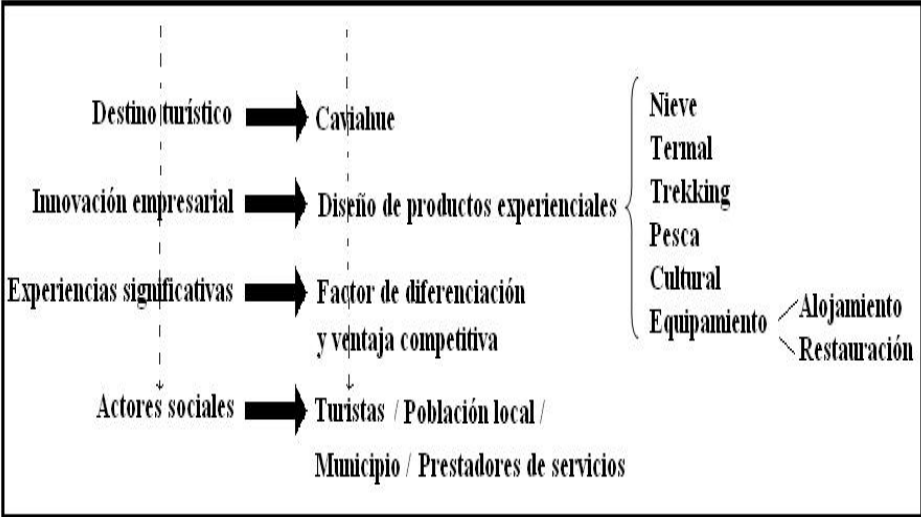 Destino turístico
Caviahue
Innovación empresarial
Diseño de productos experienciales
Nieve
Termal
Trekking
Pesca
Cultural
Equipamiento
Alojamiento
Restauración
Experiencias significativas
Factor de diferenciación
y ventaja competitiva
Actores sociales
Turistas / Población local /
Municipio / Prestadores de servicios